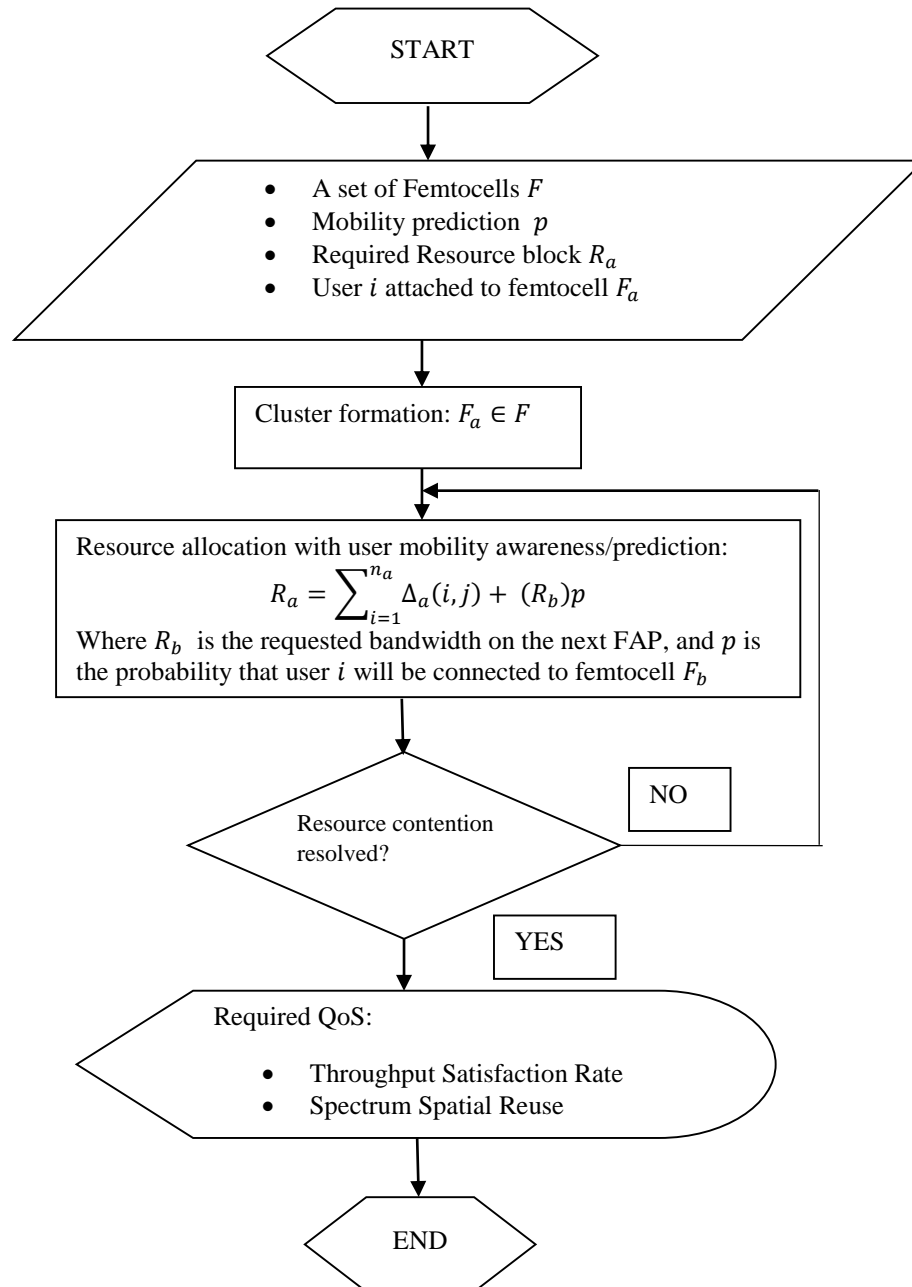 START
• A set of Femtocells F
• Mobility prediction p
• Required Resource block R_a
• User i attached to femtocell F_a
Cluster formation: F_a ∈ F
Resource allocation with user mobility awareness/prediction:
R_a = ∑_{i=1}^{n_a} Δ_a(i, j) + (R_b)p
Where R_b is the requested bandwidth on the next FAP, and p is
the probability that user i will be connected to femtocell F_b
NO
Resource contention
resolved?
YES
Required QoS:
• Throughput Satisfaction Rate
• Spectrum Spatial Reuse
END